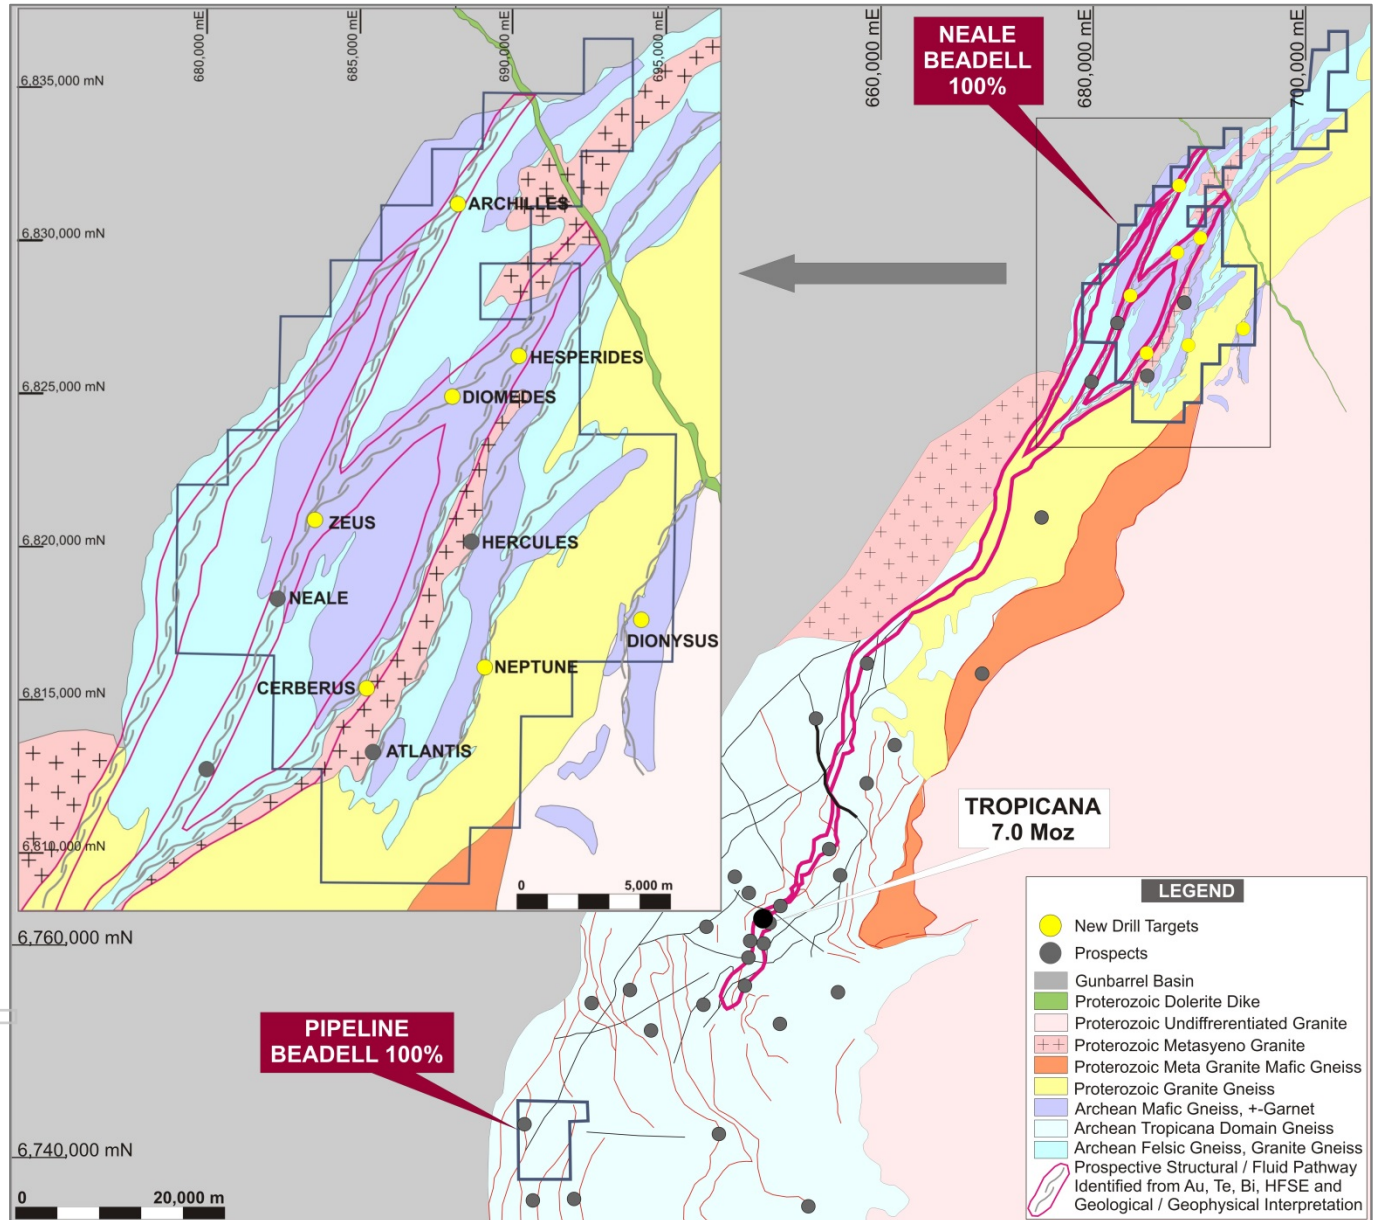 680,000 mE
685,000 mE
690,000 mE
695,000 mE
6,835,000 mN
6,830,000 mN
6,825,000 mN
6,820,000 mN
6,815,000 mN
6,810,000 mN
ARCHILLES
HESPERIDES
DIOMEDES
ZEUS
HERCULES
NEALE
DIONYSUS
NEPTUNE
CERBERUS
ATLANTIS
0 5,000 m
660,000 mE
680,000 mE
700,000 mE
NEALE
BEADELL
100%
TROPICANA
7.0 Moz
6,760,000 mN
6,740,000 mN
PIPELINE
BEADELL 100%
0 20,000 m
LEGEND
New Drill Targets
Prospects
Gunbarrel Basin
Proterozoic Dolerite Dike
Proterozoic Undiffrentiated Granite
Proterozoic Metasyeno Granite
Proterozoic Meta Granite Mafic Gneiss
Proterozoic Granite Gneiss
Archean Mafic Gneiss, +-Garnet
Archean Tropicana Domain Gneiss
Archean Felsic Gneiss, Granite Gneiss
Prospective Structural / Fluid Pathway
Identified from Au, Te, Bi, HFSE and
Geological / Geophysical Interpretation